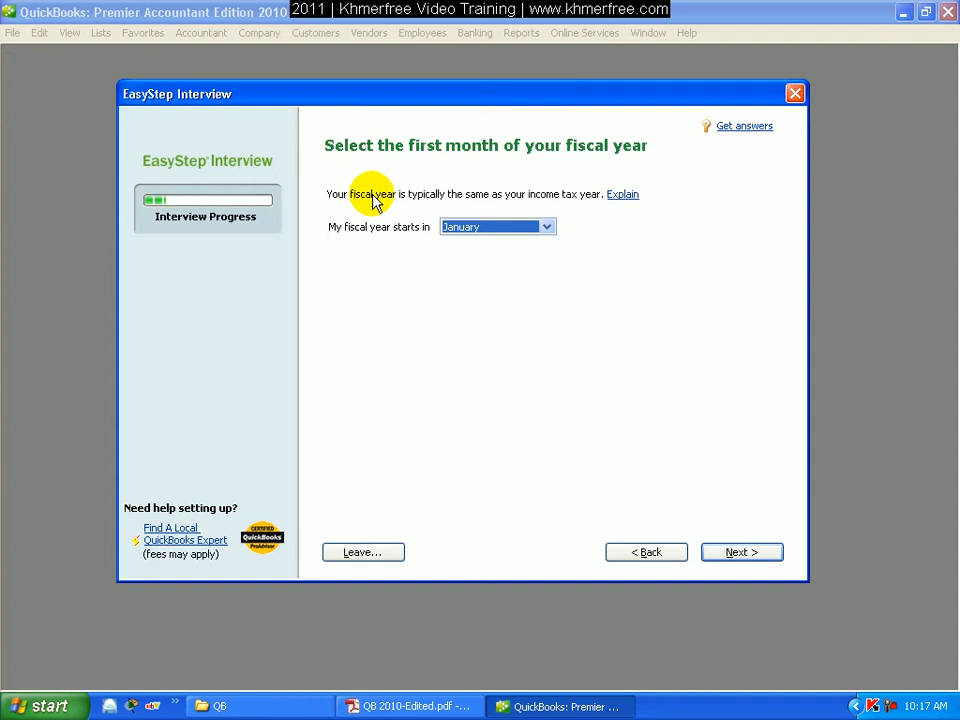 QuickBooks: Premier Accountant Edition 2010
2011 | Khmerfree Video Training | www.khmerfree.com
File Edit View Lists Favorites Accountant Company Customers Vendors Employees Banking Reports Online Services Window Help
EasyStep Interview
Get answers
EasyStep® Interview
Interview Progress
Select the first month of your fiscal year
Your fiscal year is typically the same as your income tax year. Explain
My fiscal year starts in January
Need help setting up?
Find A Local
QuickBooks Expert
(fees may apply)
CERTIFIED
QuickBooks
ProAdvisor
Leave...
< Back
Next >
start
QB
QB 2010-Edited.pdf -...
QuickBooks: Premier ...
10:17 AM